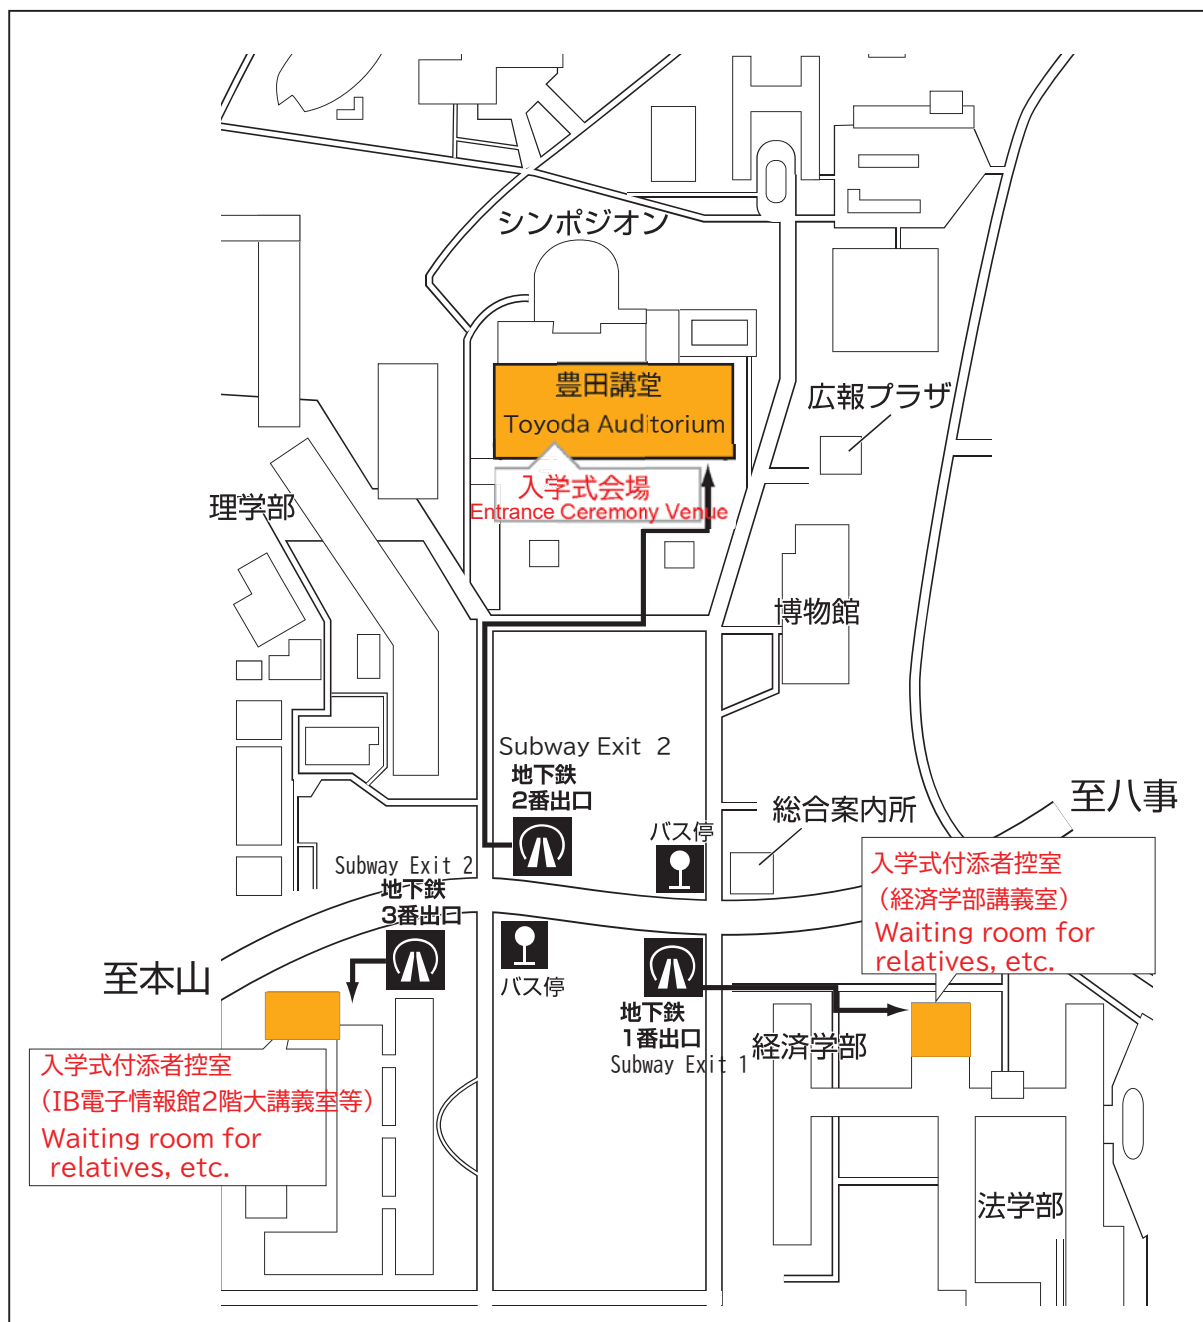 シンポジオン
豊田講堂
Toyoda Auditorium
広報プラザ
入学式会場
Entrance Ceremony Venue
理学部
博物館
Subway Exit 2
地下鉄
2番出口
至八事
総合案内所
バス停
Subway Exit 2
地下鉄
3番出口
入学式付添者控室
（経済学部講義室）
Waiting room for
relatives, etc.
至本山
バス停
地下鉄
1番出口
Subway Exit 1
経済学部
入学式付添者控室
（IB電子情報館2階大講義室等）
Waiting room for
relatives, etc.
法学部